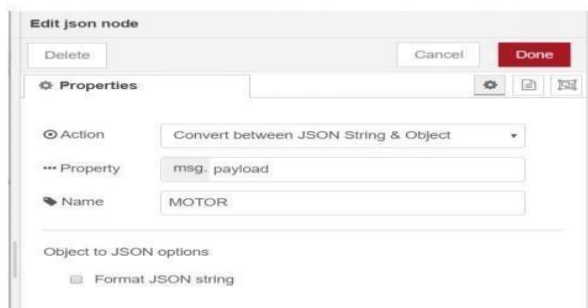 Edit json node
Delete Cancel Done
Properties
Action Convert between JSON String & Object
Property msg. payload
Name MOTOR
Object to JSON options
Format JSON string